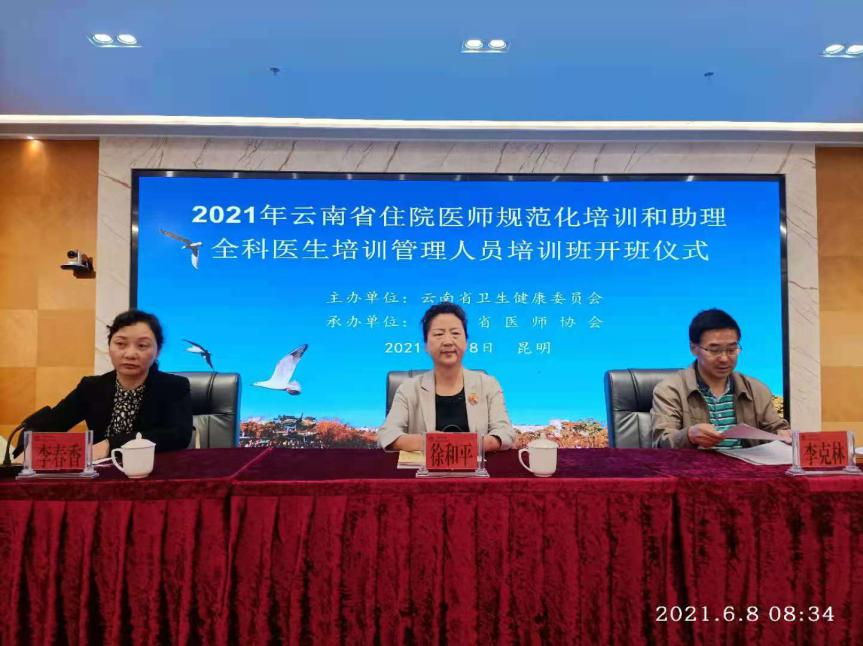 2021年云南省住院医师规范化培训和助理
全科医生培训管理人员培训班开班仪式
主办单位：云南省卫生健康委员会
承办单位： 省医师协会
2021 8日 昆明
李春香
徐和平
李克林
2021.6.8 08:34